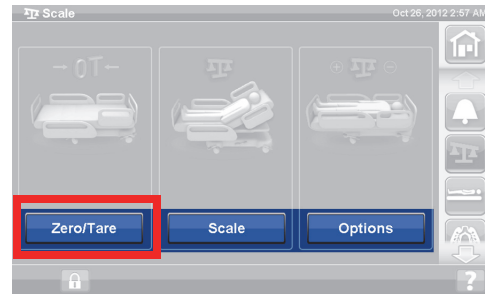 Scale Oct 26, 2012 2:57 AM
→ 0T ←
Zero/Tare Scale Options
?